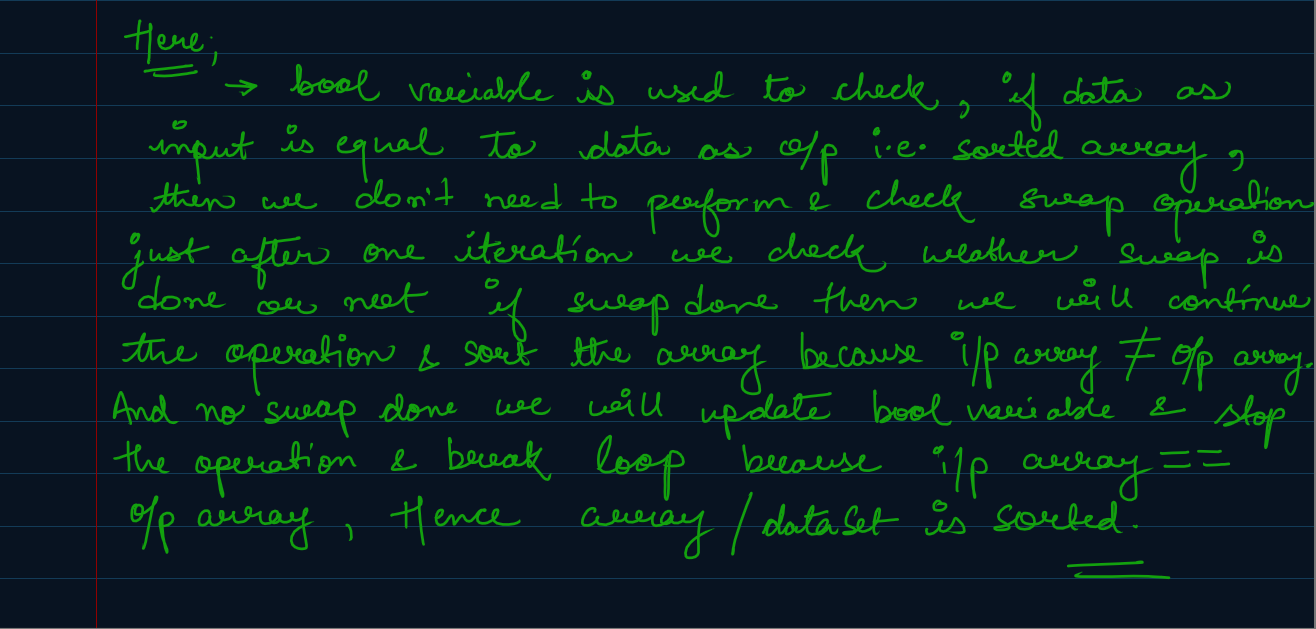 Here;
→ bool variable is used to check, if data as
input is equal to data as o/p i.e. sorted array,
then we don't need to perform & check swap operation
just after one iteration we check weather swap is
done or not if swap done then we will continue
the operation & sort the array because i/p array ≠ o/p array.
And no swap done we will update bool variable & stop
the operation & break loop because i/p array ==
o/p array, Hence array/dataset is sorted.